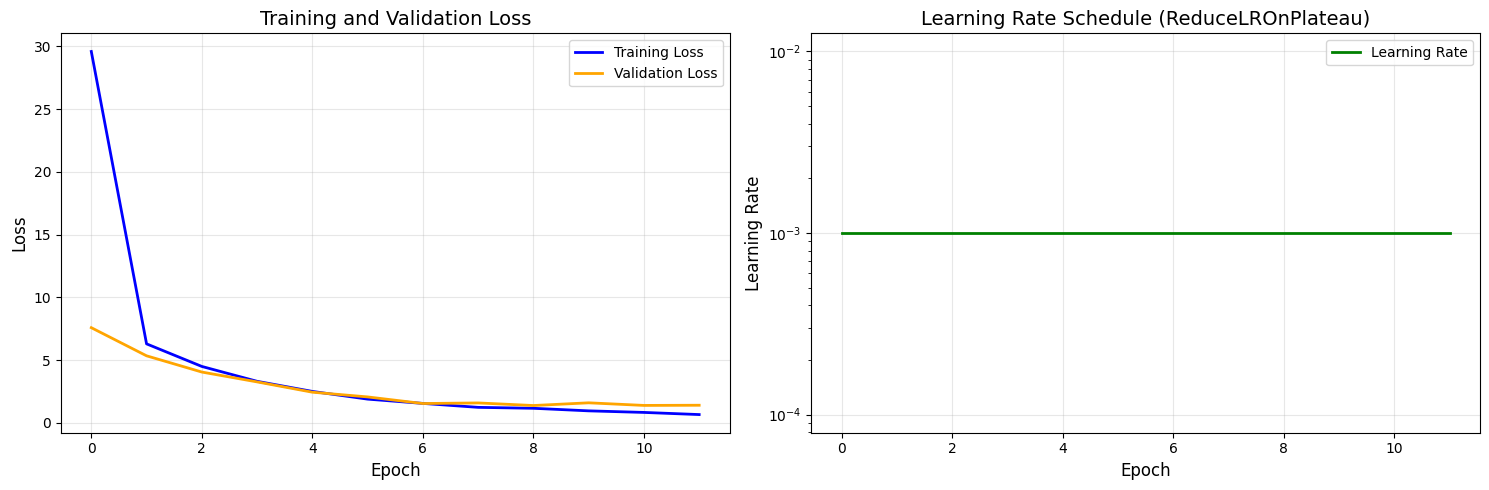 Training and Validation Loss
Training Loss
Validation Loss
30
25
20
15
10
5
0
Loss
0 2 4 6 8 10
Epoch
Learning Rate Schedule (ReduceLROnPlateau)
Learning Rate
10⁻²
10⁻³
10⁻⁴
Learning Rate
0 2 4 6 8 10
Epoch